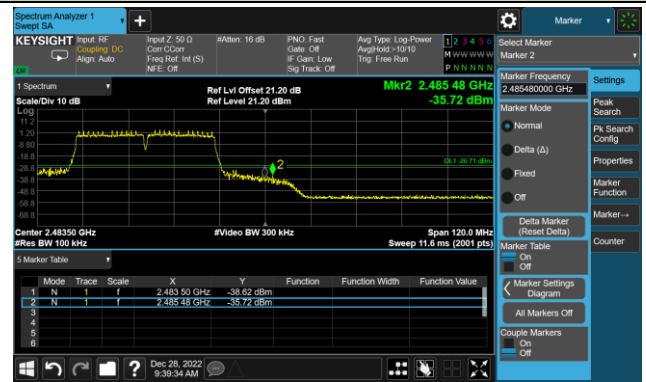 Spectrum Analyzer 1
Swept SA
Marker
KEYSIGHT
Input: RF
Coupling: DC
Align: Auto
Input Z: 50 Ω
Corr CCorr
Freq Ref: Int (S)
NFE: Off
#Atten: 16 dB
PNO: Fast
Gate: Off
IF Gain: Low
Sig Track: Off
Avg Type: Log-Power
Avg|Hold:>10/10
Trig: Free Run
1 2 3 4 5 6
M W W W W W
P N N N N N
Select Marker
Marker 2
1 Spectrum
Scale/Div 10 dB
Log
Ref Lvl Offset 21.20 dB
Ref Level 21.20 dBm
Mkr2 2.485 48 GHz
-35.72 dBm
11.2
1.20
-8.80
-18.8
-28.8
-38.8
-48.8
-58.8
-68.8
2
DL1 -26.71 dBm
Center 2.48350 GHz
#Res BW 100 kHz
#Video BW 300 kHz
Span 120.0 MHz
Sweep 11.6 ms (2001 pts)
5 Marker Table
Mode Trace Scale X Y Function Function Width Function Value
1 N 1 f 2.483 50 GHz -38.62 dBm
2 N 1 f 2.485 48 GHz -35.72 dBm
3
4
5
6
Marker Frequency
2.485480000 GHz
Marker Mode
Normal
Delta (Δ)
Fixed
Off
Delta Marker
(Reset Delta)
Marker Table
On
Off
Marker Settings
Diagram
All Markers Off
Couple Markers
On
Off
Settings
Peak
Search
Pk Search
Config
Properties
Marker
Function
Marker→
Counter
?
Dec 28, 2022
9:39:34 AM